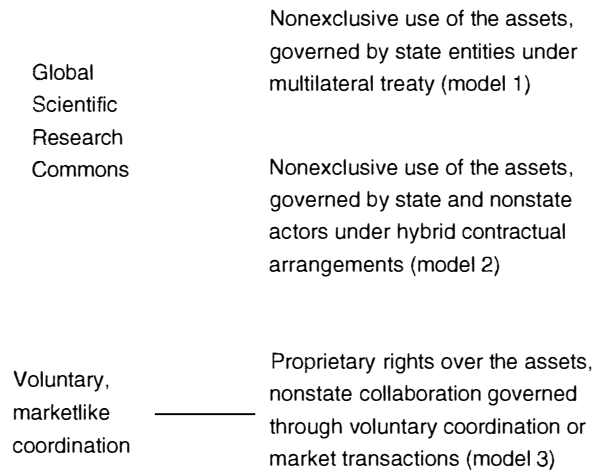 Global
Scientific
Research
Commons
Nonexclusive use of the assets,
governed by state entities under
multilateral treaty (model 1)
Nonexclusive use of the assets,
governed by state and nonstate
actors under hybrid contractual
arrangements (model 2)
Voluntary,
marketlike
coordination
Proprietary rights over the assets,
nonstate collaboration governed
through voluntary coordination or
market transactions (model 3)